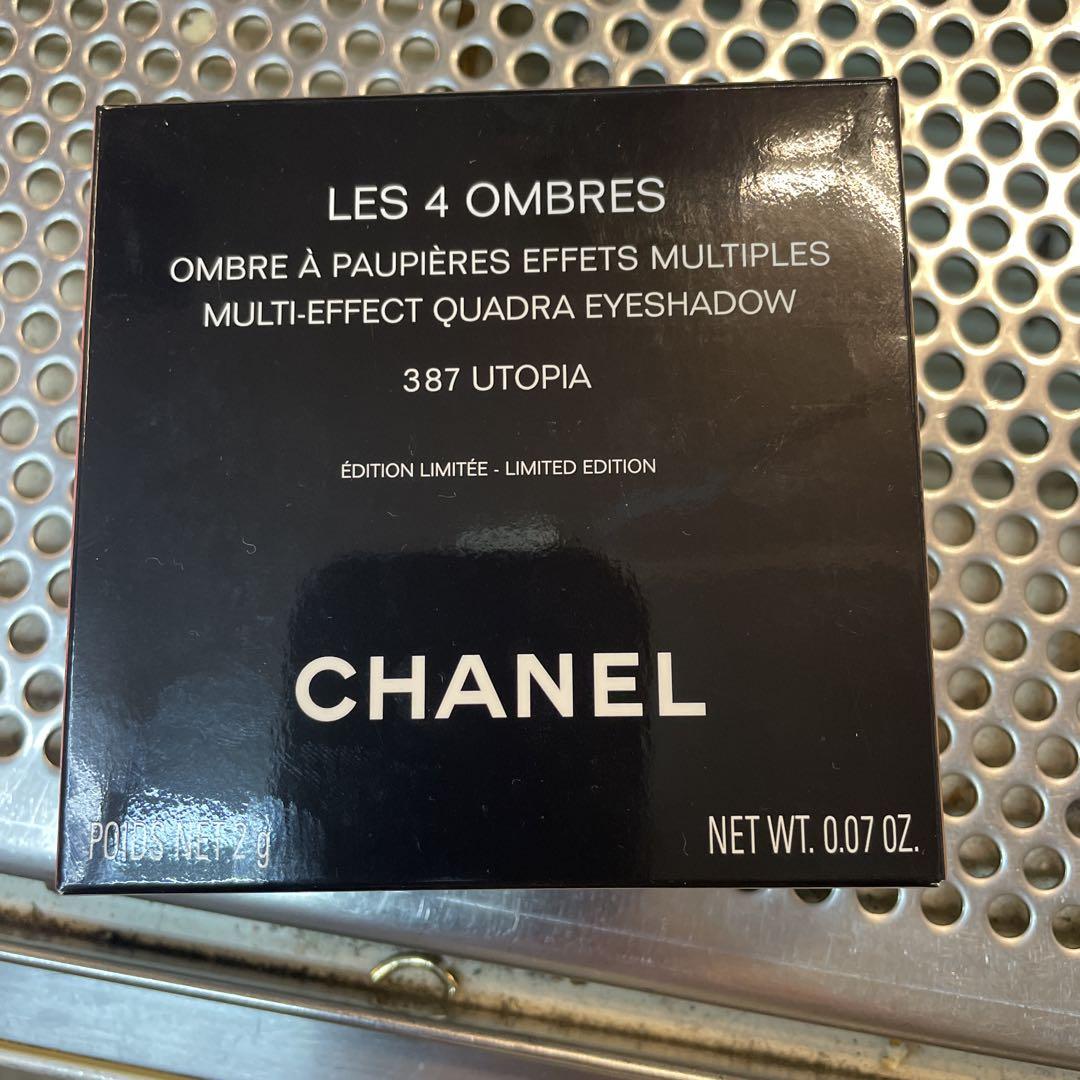 LES 4 OMBRES
OMBRE À PAUPIÈRES EFFETS MULTIPLES
MULTI-EFFECT QUADRA EYESHADOW
387 UTOPIA
ÉDITION LIMITÉE - LIMITED EDITION
CHANEL
POIDS NET 2 g
NET WT. 0.07 OZ.